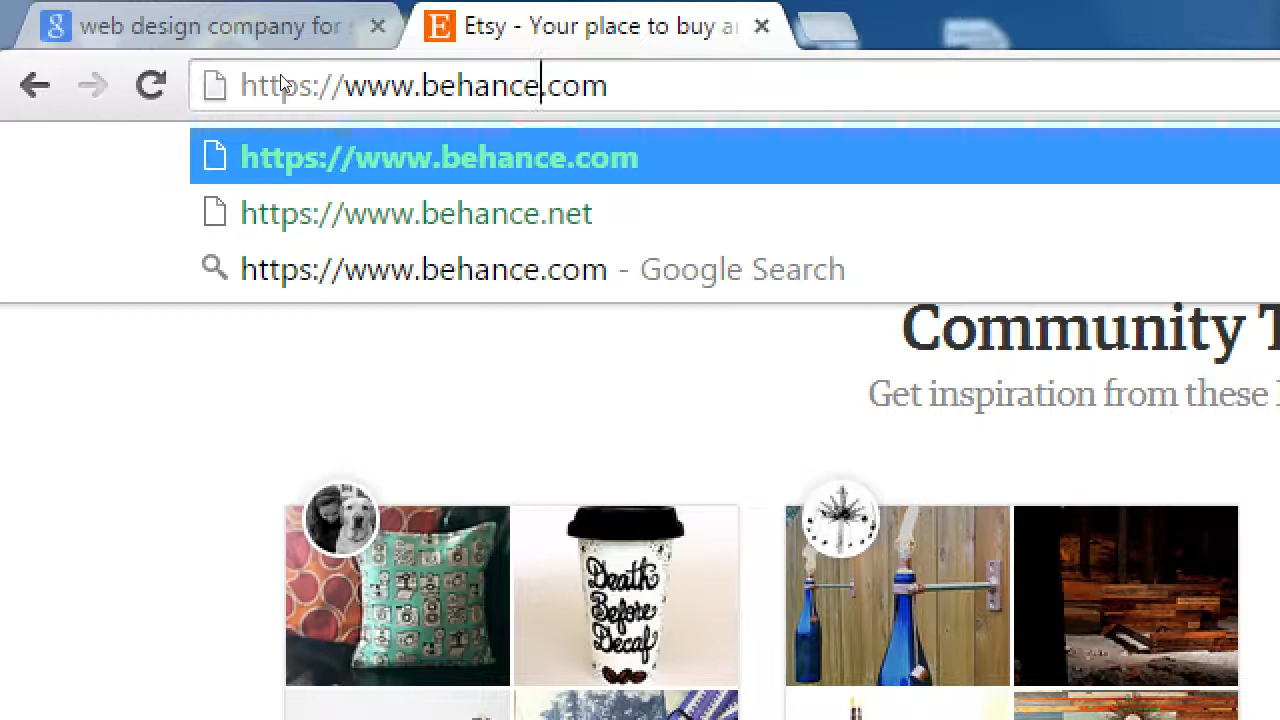 web design company for
Etsy - Your place to buy
https://www.behance.com
https://www.behance.com
https://www.behance.net
https://www.behance.com - Google Search
Community
Get inspiration from these
Death
Before
Decaf